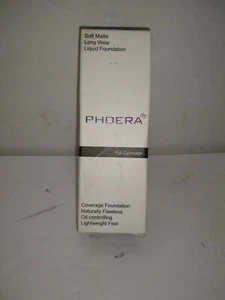 Soft Matte
Long Wear
Liquid Foundation
PHOERA
Full Coverage
Coverage Foundation
Naturally Flawless
Oil-controlling
Lightweight Feel